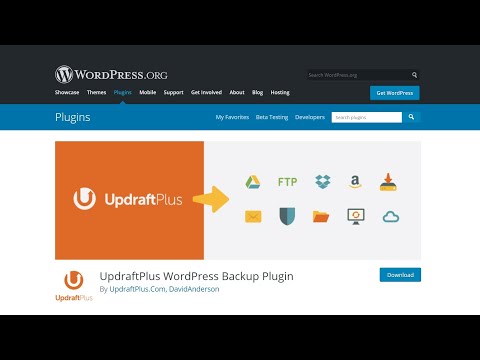 WORDPRESS.ORG
Search WordPress.org
Showcase Themes Plugins Mobile Support Get Involved About Blog Hosting
Get WordPress
Plugins
My Favorites Beta Testing Developers
Search plugins
UpdraftPlus
FTP
UpdraftPlus WordPress Backup Plugin
Download
By UpdraftPlus.Com, DavidAnderson
UpdraftPlus